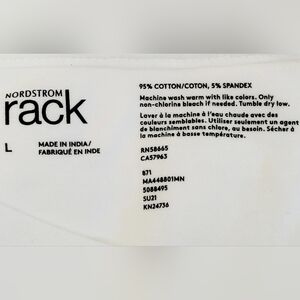 NORDSTROM
rack
L
MADE IN INDIA/
FABRIQUÉ EN INDE
95% COTTON/COTON, 5% SPANDEX
Machine wash warm with like colors. Only
non-chlorine bleach if needed. Tumble dry low.
Laver à la machine à l'eau chaude avec des
couleurs semblables. Utiliser seulement un agent
de blanchiment sans chlore, au besoin. Sécher à
la machine à basse température.
RN58665
CA57963
871
MA448801MN
5088495
SU21
KN24736